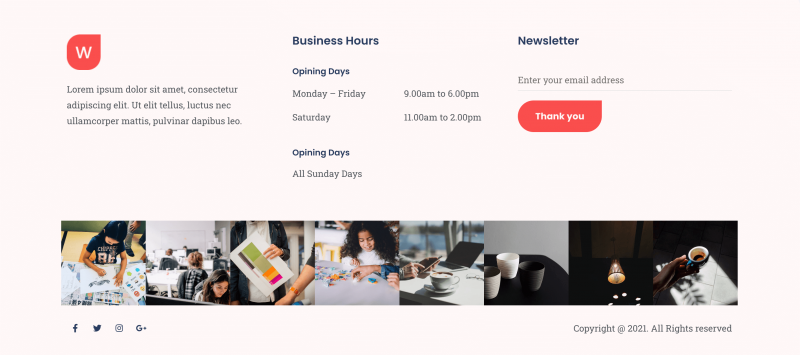 W
Lorem ipsum dolor sit amet, consectetur
adipiscing elit. Ut elit tellus, luctus nec
ullamcorper mattis, pulvinar dapibus leo.
Business Hours
Opining Days
Monday – Friday 9.00am to 6.00pm
Saturday 11.00am to 2.00pm
Opining Days
All Sunday Days
Newsletter
Enter your email address
Thank you
Copyright @ 2021. All Rights reserved